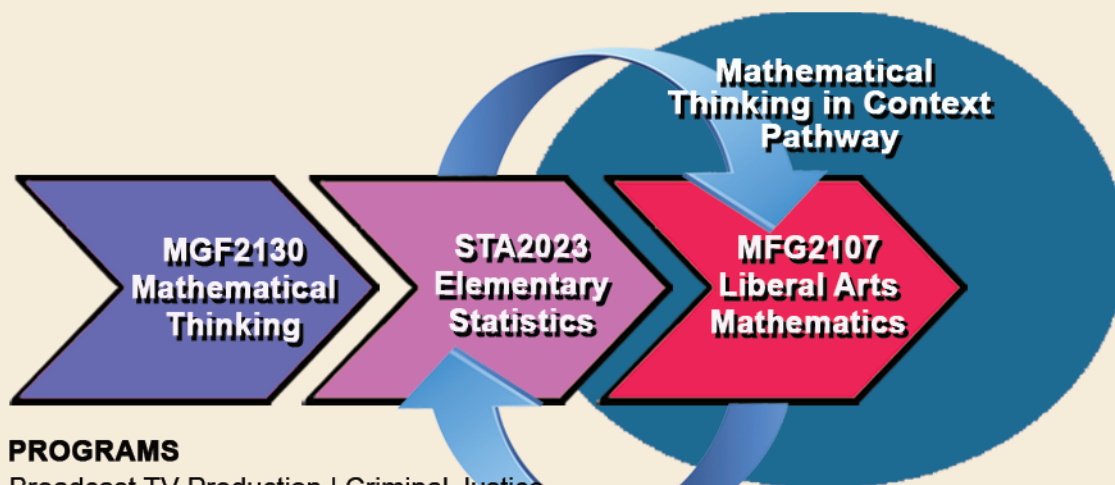 Mathematical
Thinking in Context
Pathway
MGF2130
Mathematical
Thinking
STA2023
Elementary
Statistics
MFG2107
Liberal Arts
Mathematics
PROGRAMS
Broadcast TV Production | Criminal Justice